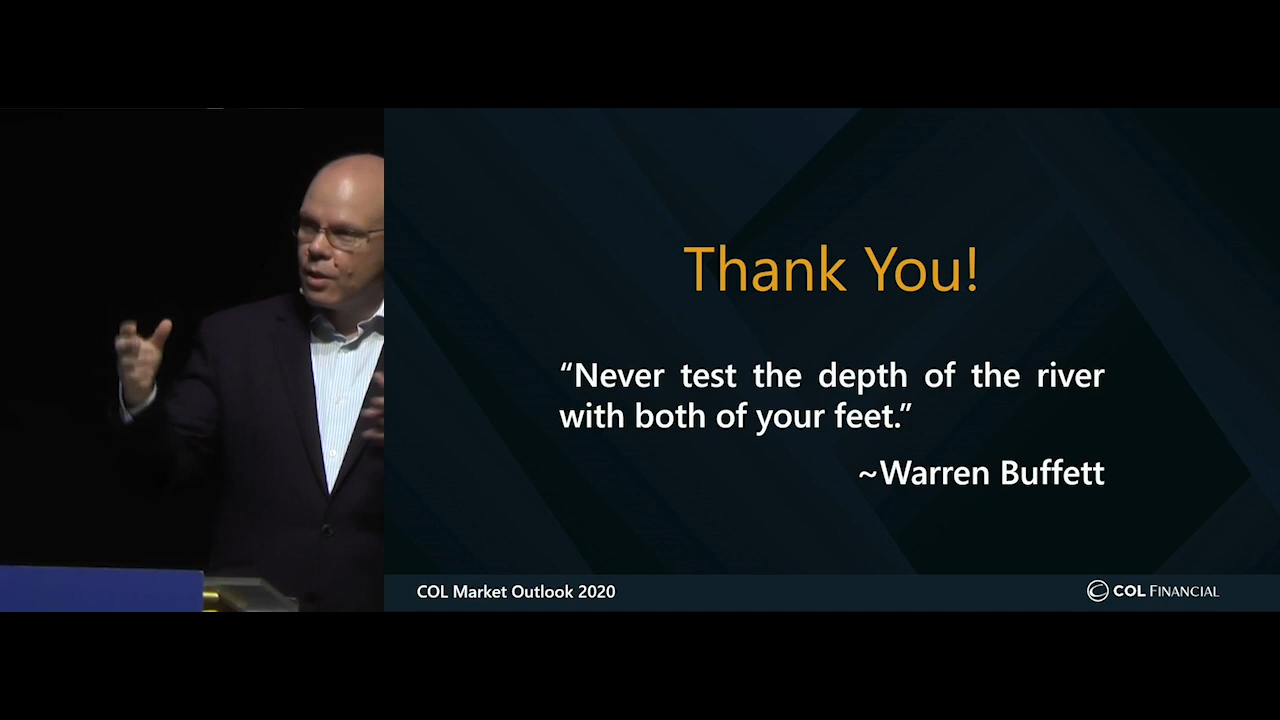 Thank You!
“Never test the depth of the river
with both of your feet.”
~Warren Buffett
COL Market Outlook 2020
COL FINANCIAL